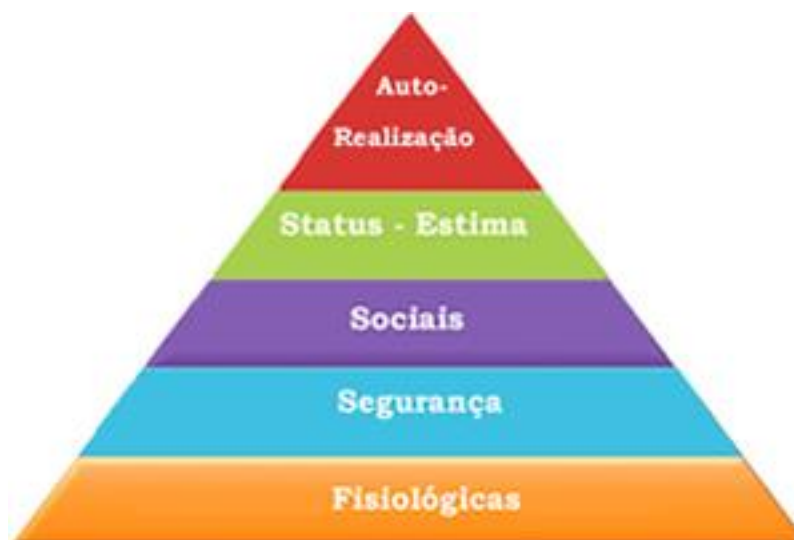 Auto-
Realização
Status - Estima
Sociais
Segurança
Fisiológicas